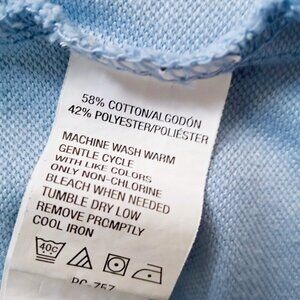 58% COTTON/ALGODÓN
42% POLYESTER/POLIÉSTER
MACHINE WASH WARM
GENTLE CYCLE
WITH LIKE COLORS
ONLY NON-CHLORINE
BLEACH WHEN NEEDED
TUMBLE DRY LOW
REMOVE PROMPTLY
COOL IRON
40C